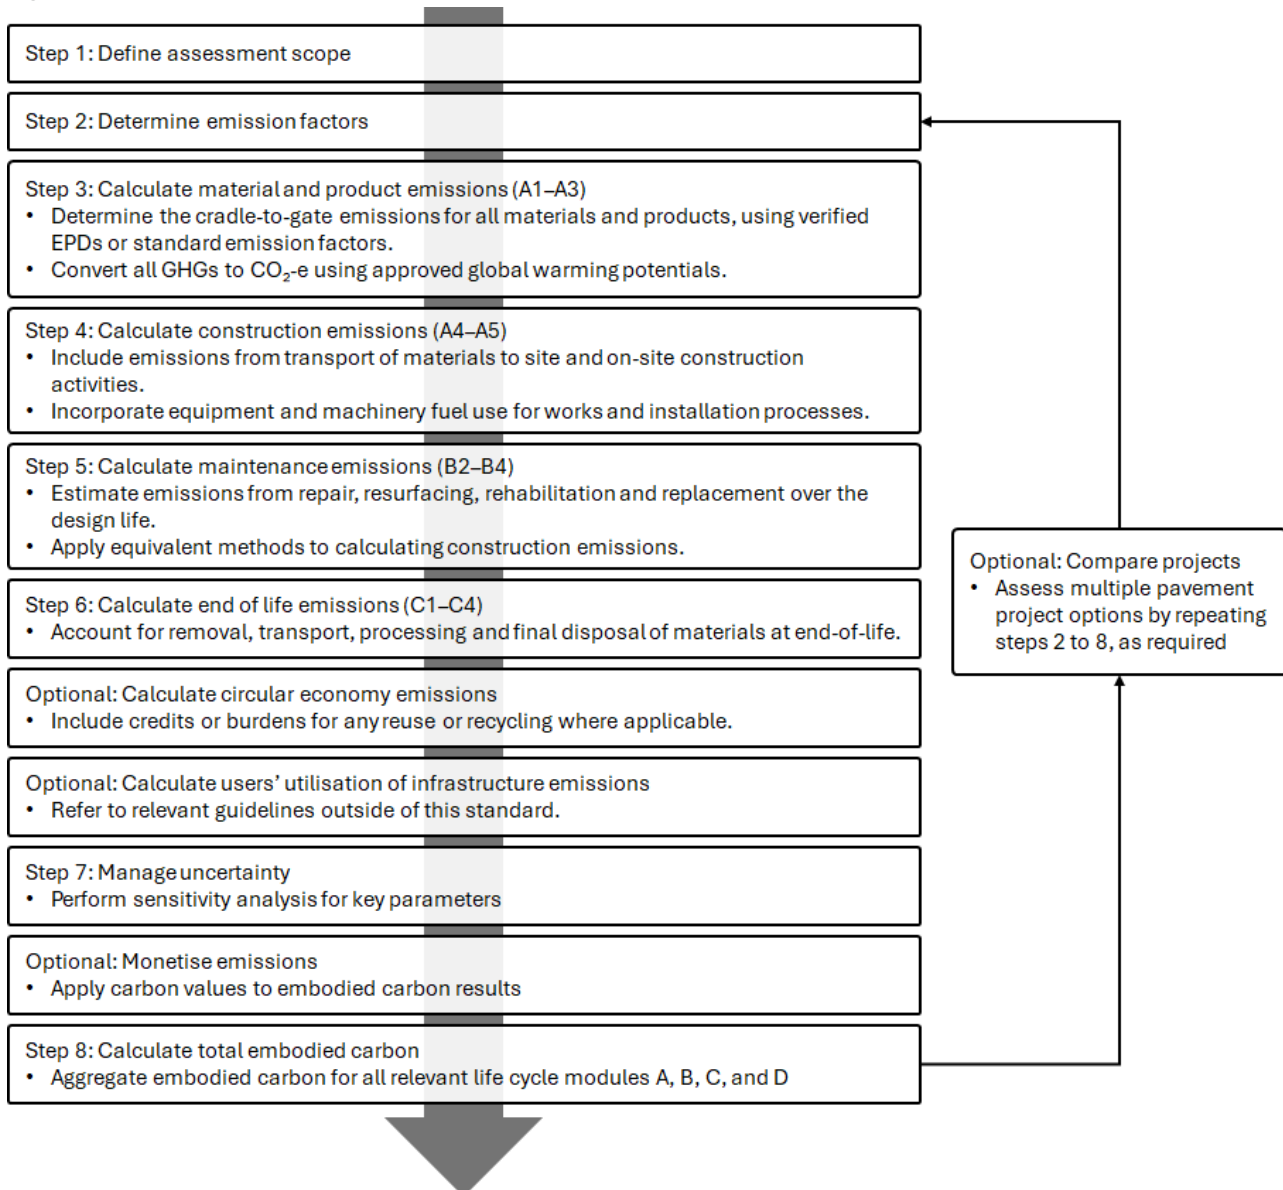 Step 1: Define assessment scope
Step 2: Determine emission factors
Step 3: Calculate material and product emissions (A1–A3)
• Determine the cradle-to-gate emissions for all materials and products, using verified
EPDs or standard emission factors.
• Convert all GHGs to CO₂-e using approved global warming potentials.
Step 4: Calculate construction emissions (A4–A5)
• Include emissions from transport of materials to site and on-site construction
activities.
• Incorporate equipment and machinery fuel use for works and installation processes.
Step 5: Calculate maintenance emissions (B2–B4)
• Estimate emissions from repair, resurfacing, rehabilitation and replacement over the
design life.
• Apply equivalent methods to calculating construction emissions.
Step 6: Calculate end of life emissions (C1–C4)
• Account for removal, transport, processing and final disposal of materials at end-of-life.
Optional: Calculate circular economy emissions
• Include credits or burdens for any reuse or recycling where applicable.
Optional: Calculate users’ utilisation of infrastructure emissions
• Refer to relevant guidelines outside of this standard.
Step 7: Manage uncertainty
• Perform sensitivity analysis for key parameters
Optional: Monetise emissions
• Apply carbon values to embodied carbon results
Step 8: Calculate total embodied carbon
• Aggregate embodied carbon for all relevant life cycle modules A, B, C, and D
Optional: Compare projects
• Assess multiple pavement
project options by repeating
steps 2 to 8, as required